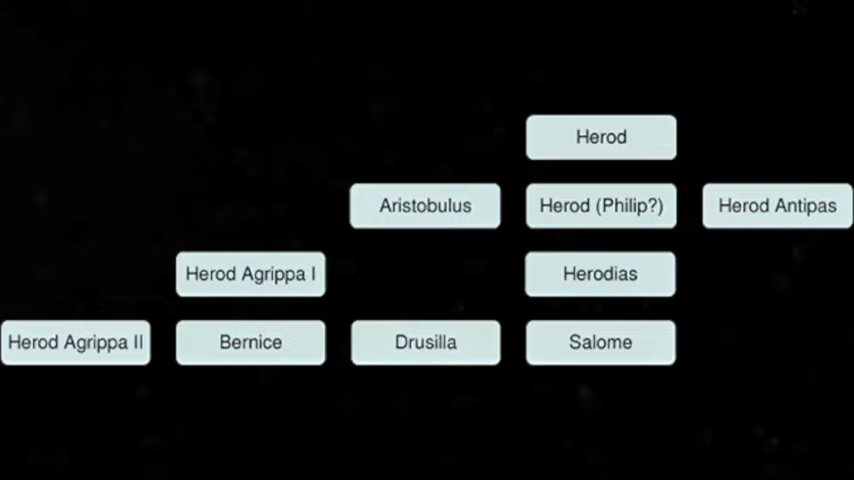 Herod
Aristobulus
Herod (Philip?)
Herod Antipas
Herod Agrippa I
Herodias
Herod Agrippa II
Bernice
Drusilla
Salome